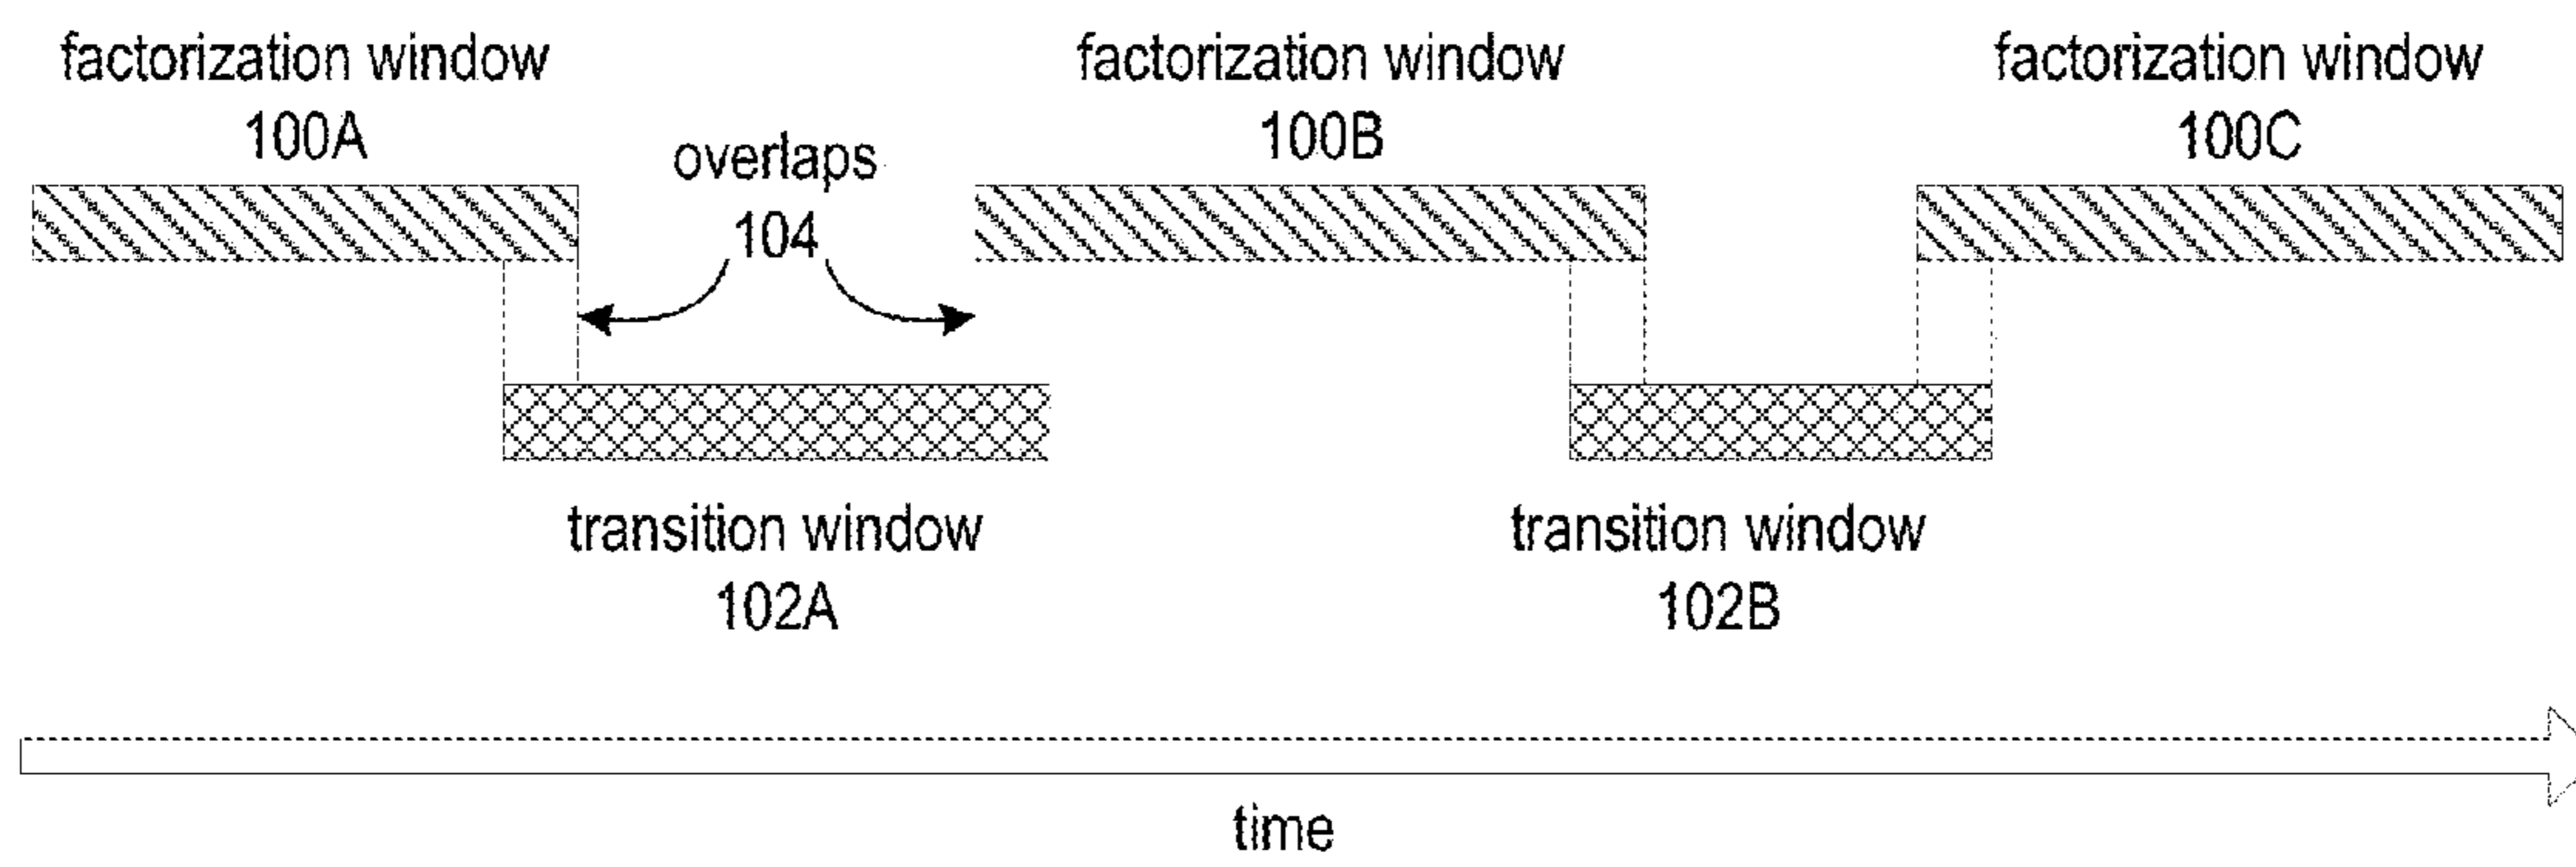 factorization window
100A
overlaps
104
factorization window
100B
factorization window
100C
transition window
102A
transition window
102B
time